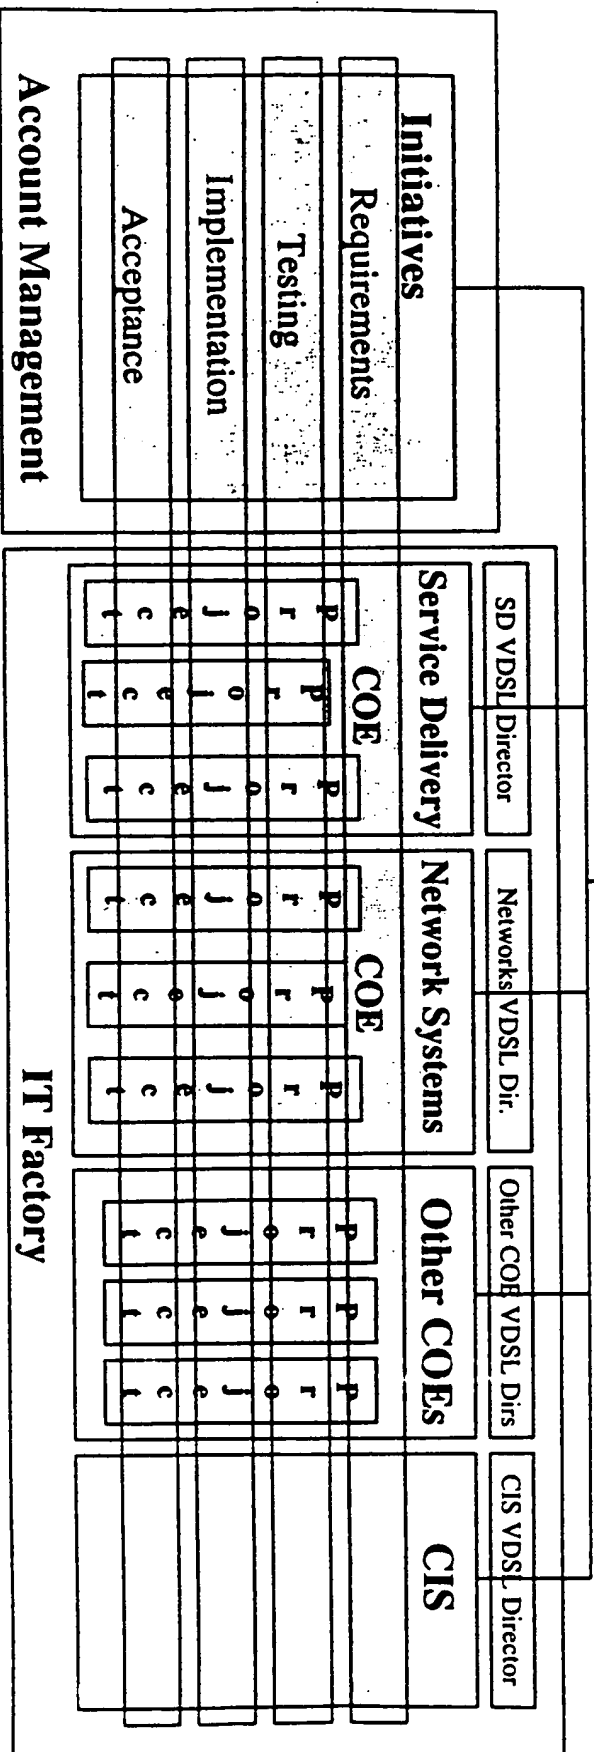 SD VDSL Director
Networks VDSL Dir.
Other COE VDSL Dirs
CIS VDSL Director
Initiatives
Requirements
Testing
Implementation
Acceptance
Account Management
Service Delivery
COE
Project
Project
Project
Network Systems
COE
Project
Project
Project
Other COEs
Project
Project
Project
CIS
IT Factory